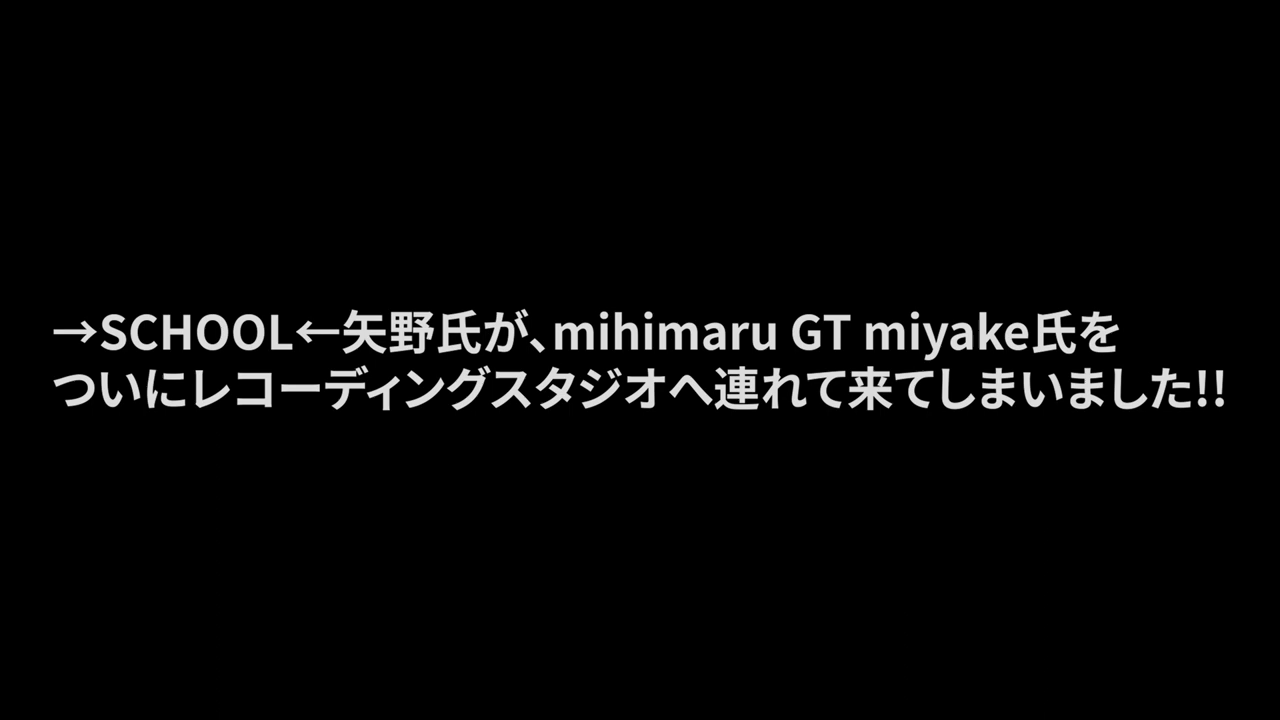 →SCHOOL←矢野氏が、mihimaru GT miyake氏を
ついにレコーディングスタジオへ連れて来てしまいました!!